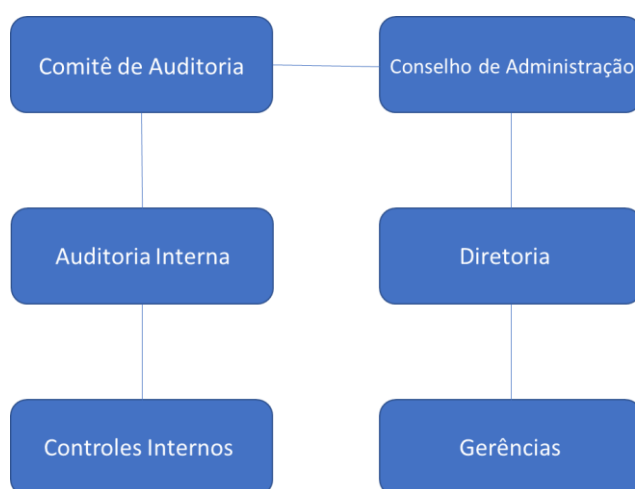 Comitê de Auditoria
Conselho de Administração
Auditoria Interna
Diretoria
Controles Internos
Gerências